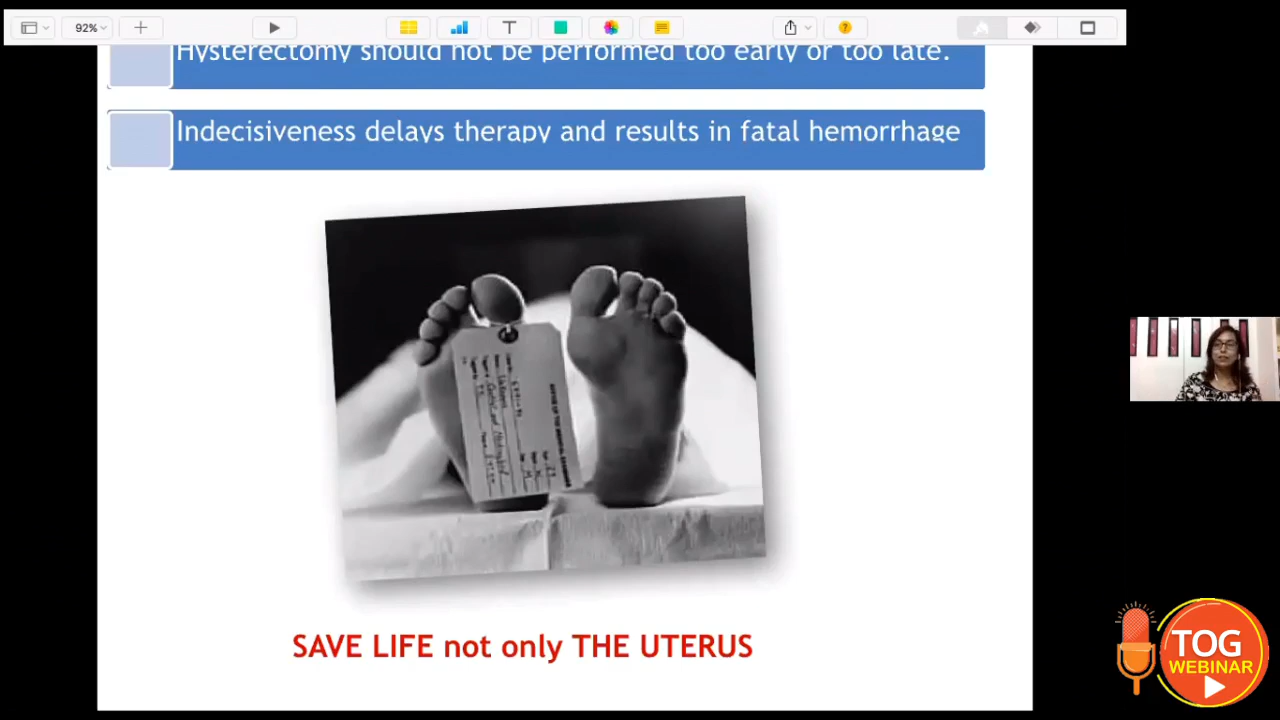 92%
Hysterectomy should not be performed too early or too late.
Indecisiveness delays therapy and results in fatal hemorrhage
SAVE LIFE not only THE UTERUS
TOG
WEBINAR